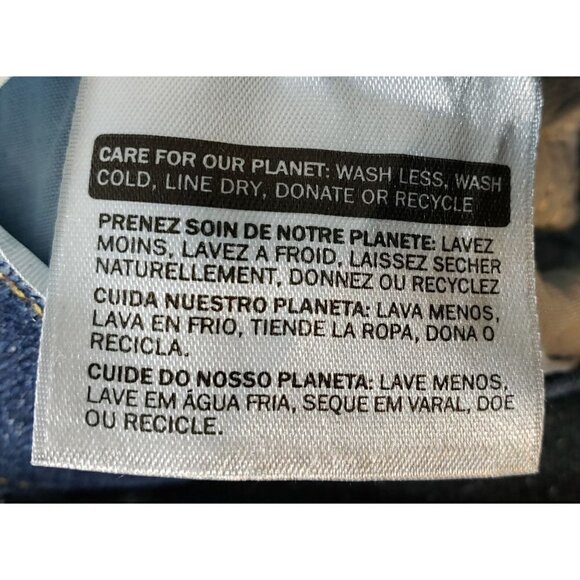 CARE FOR OUR PLANET: WASH LESS, WASH
COLD, LINE DRY, DONATE OR RECYCLE
PRENEZ SOIN DE NOTRE PLANETE: LAVEZ
MOINS, LAVEZ A FROID, LAISSEZ SECHER
NATURELLEMENT, DONNEZ OU RECYCLEZ
CUIDA NUESTRO PLANETA: LAVA MENOS,
LAVA EN FRIO, TIENDE LA ROPA, DONA O
RECICLA.
CUIDE DO NOSSO PLANETA: LAVE MENOS,
LAVE EM ÁGUA FRIA, SEQUE EM VARAL, DOE
OU RECICLE.